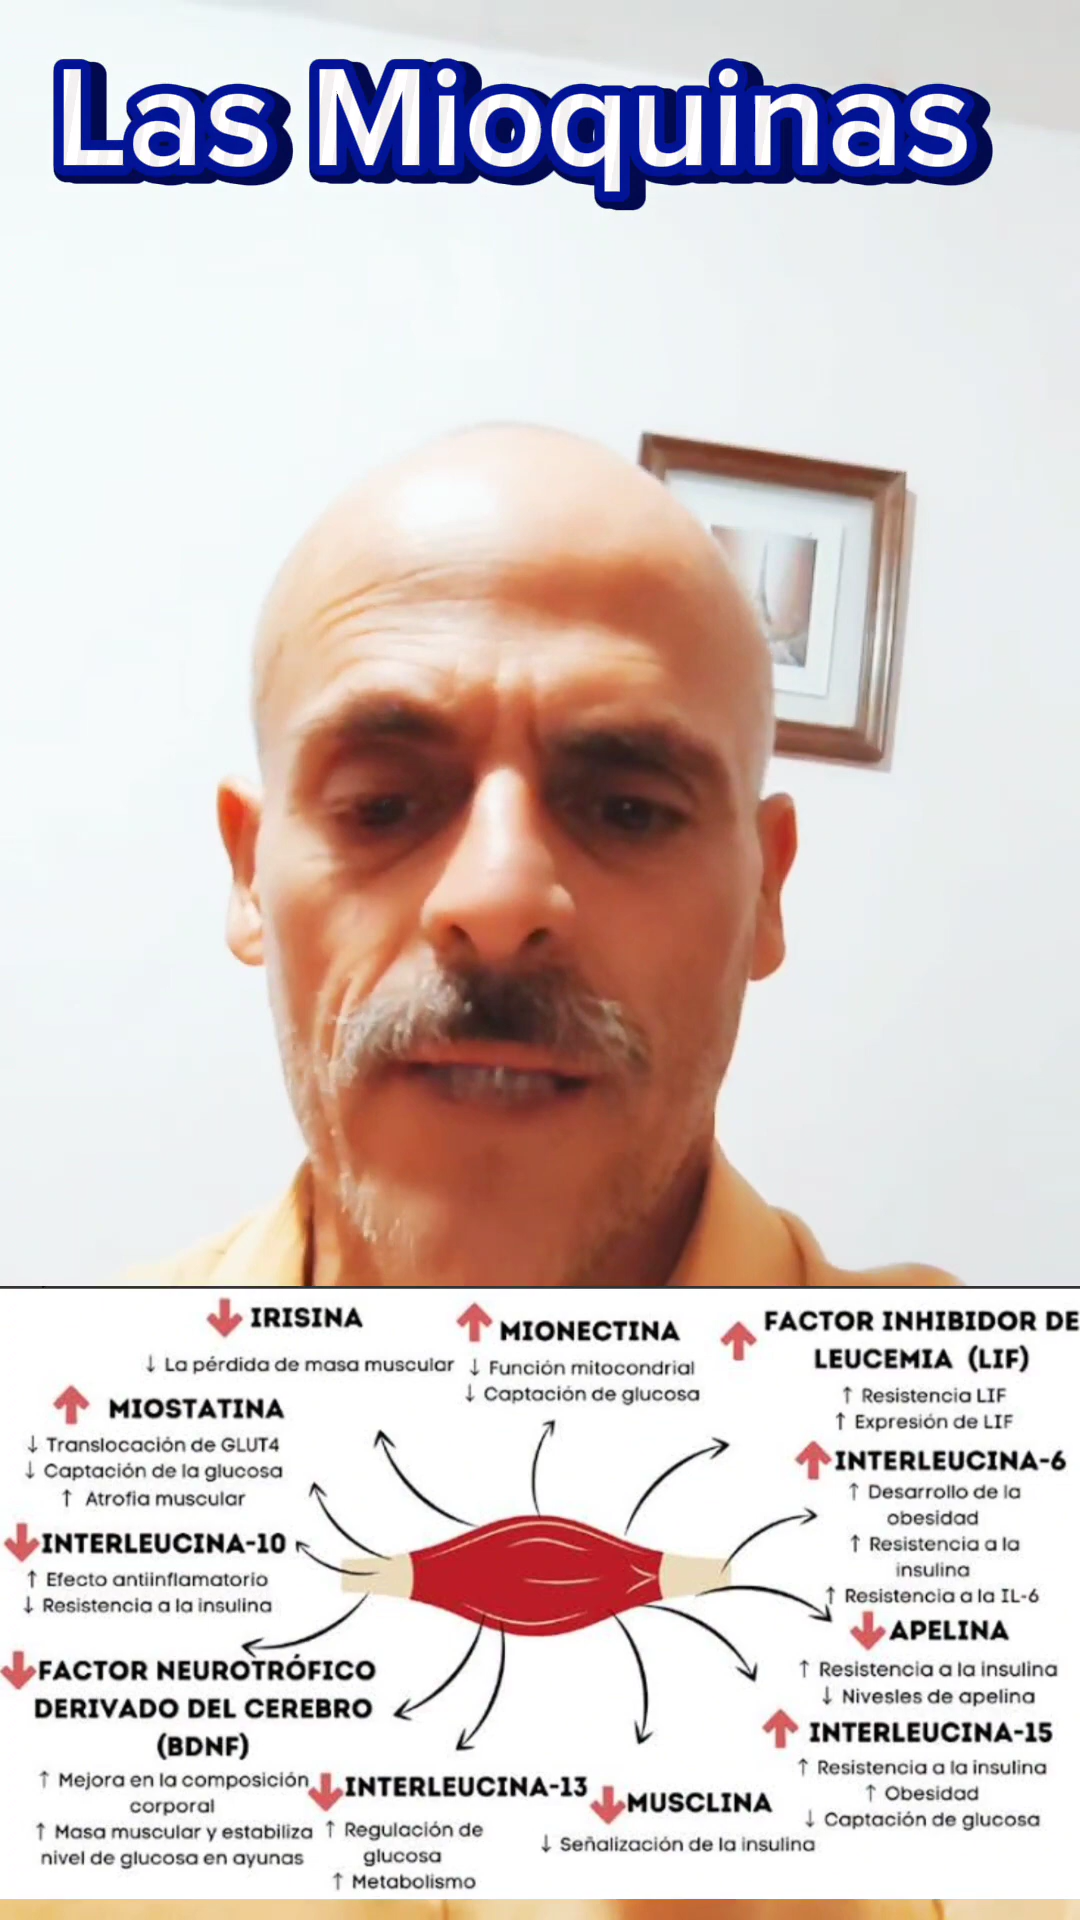 Las Mioquinas
IRISINA
↓ La pérdida de masa muscular
MIONECTINA
↓ Función mitocondrial
↓ Captación de glucosa
FACTOR INHIBIDOR DE
LEUCEMIA (LIF)
↑ Resistencia LIF
↑ Expresión de LIF
MIOSTATINA
↓ Translocación de GLUT4
↓ Captación de la glucosa
↑ Atrofia muscular
INTERLEUCINA-6
↑ Desarrollo de la
obesidad
↑ Resistencia a la
insulina
↑ Resistencia a la IL-6
INTERLEUCINA-10
↑ Efecto antiinflamatorio
↓ Resistencia a la insulina
APELINA
↑ Resistencia a la insulina
↓ Nivesles de apelina
FACTOR NEUROTRÓFICO
DERIVADO DEL CEREBRO
(BDNF)
↑ Mejora en la composición
corporal
↑ Masa muscular y estabiliza
nivel de glucosa en ayunas
INTERLEUCINA-13
↑ Regulación de
glucosa
↑ Metabolismo
MUSCLINA
↓ Señalización de la insulina
INTERLEUCINA-15
↑ Resistencia a la insulina
↑ Obesidad
↓ Captación de glucosa